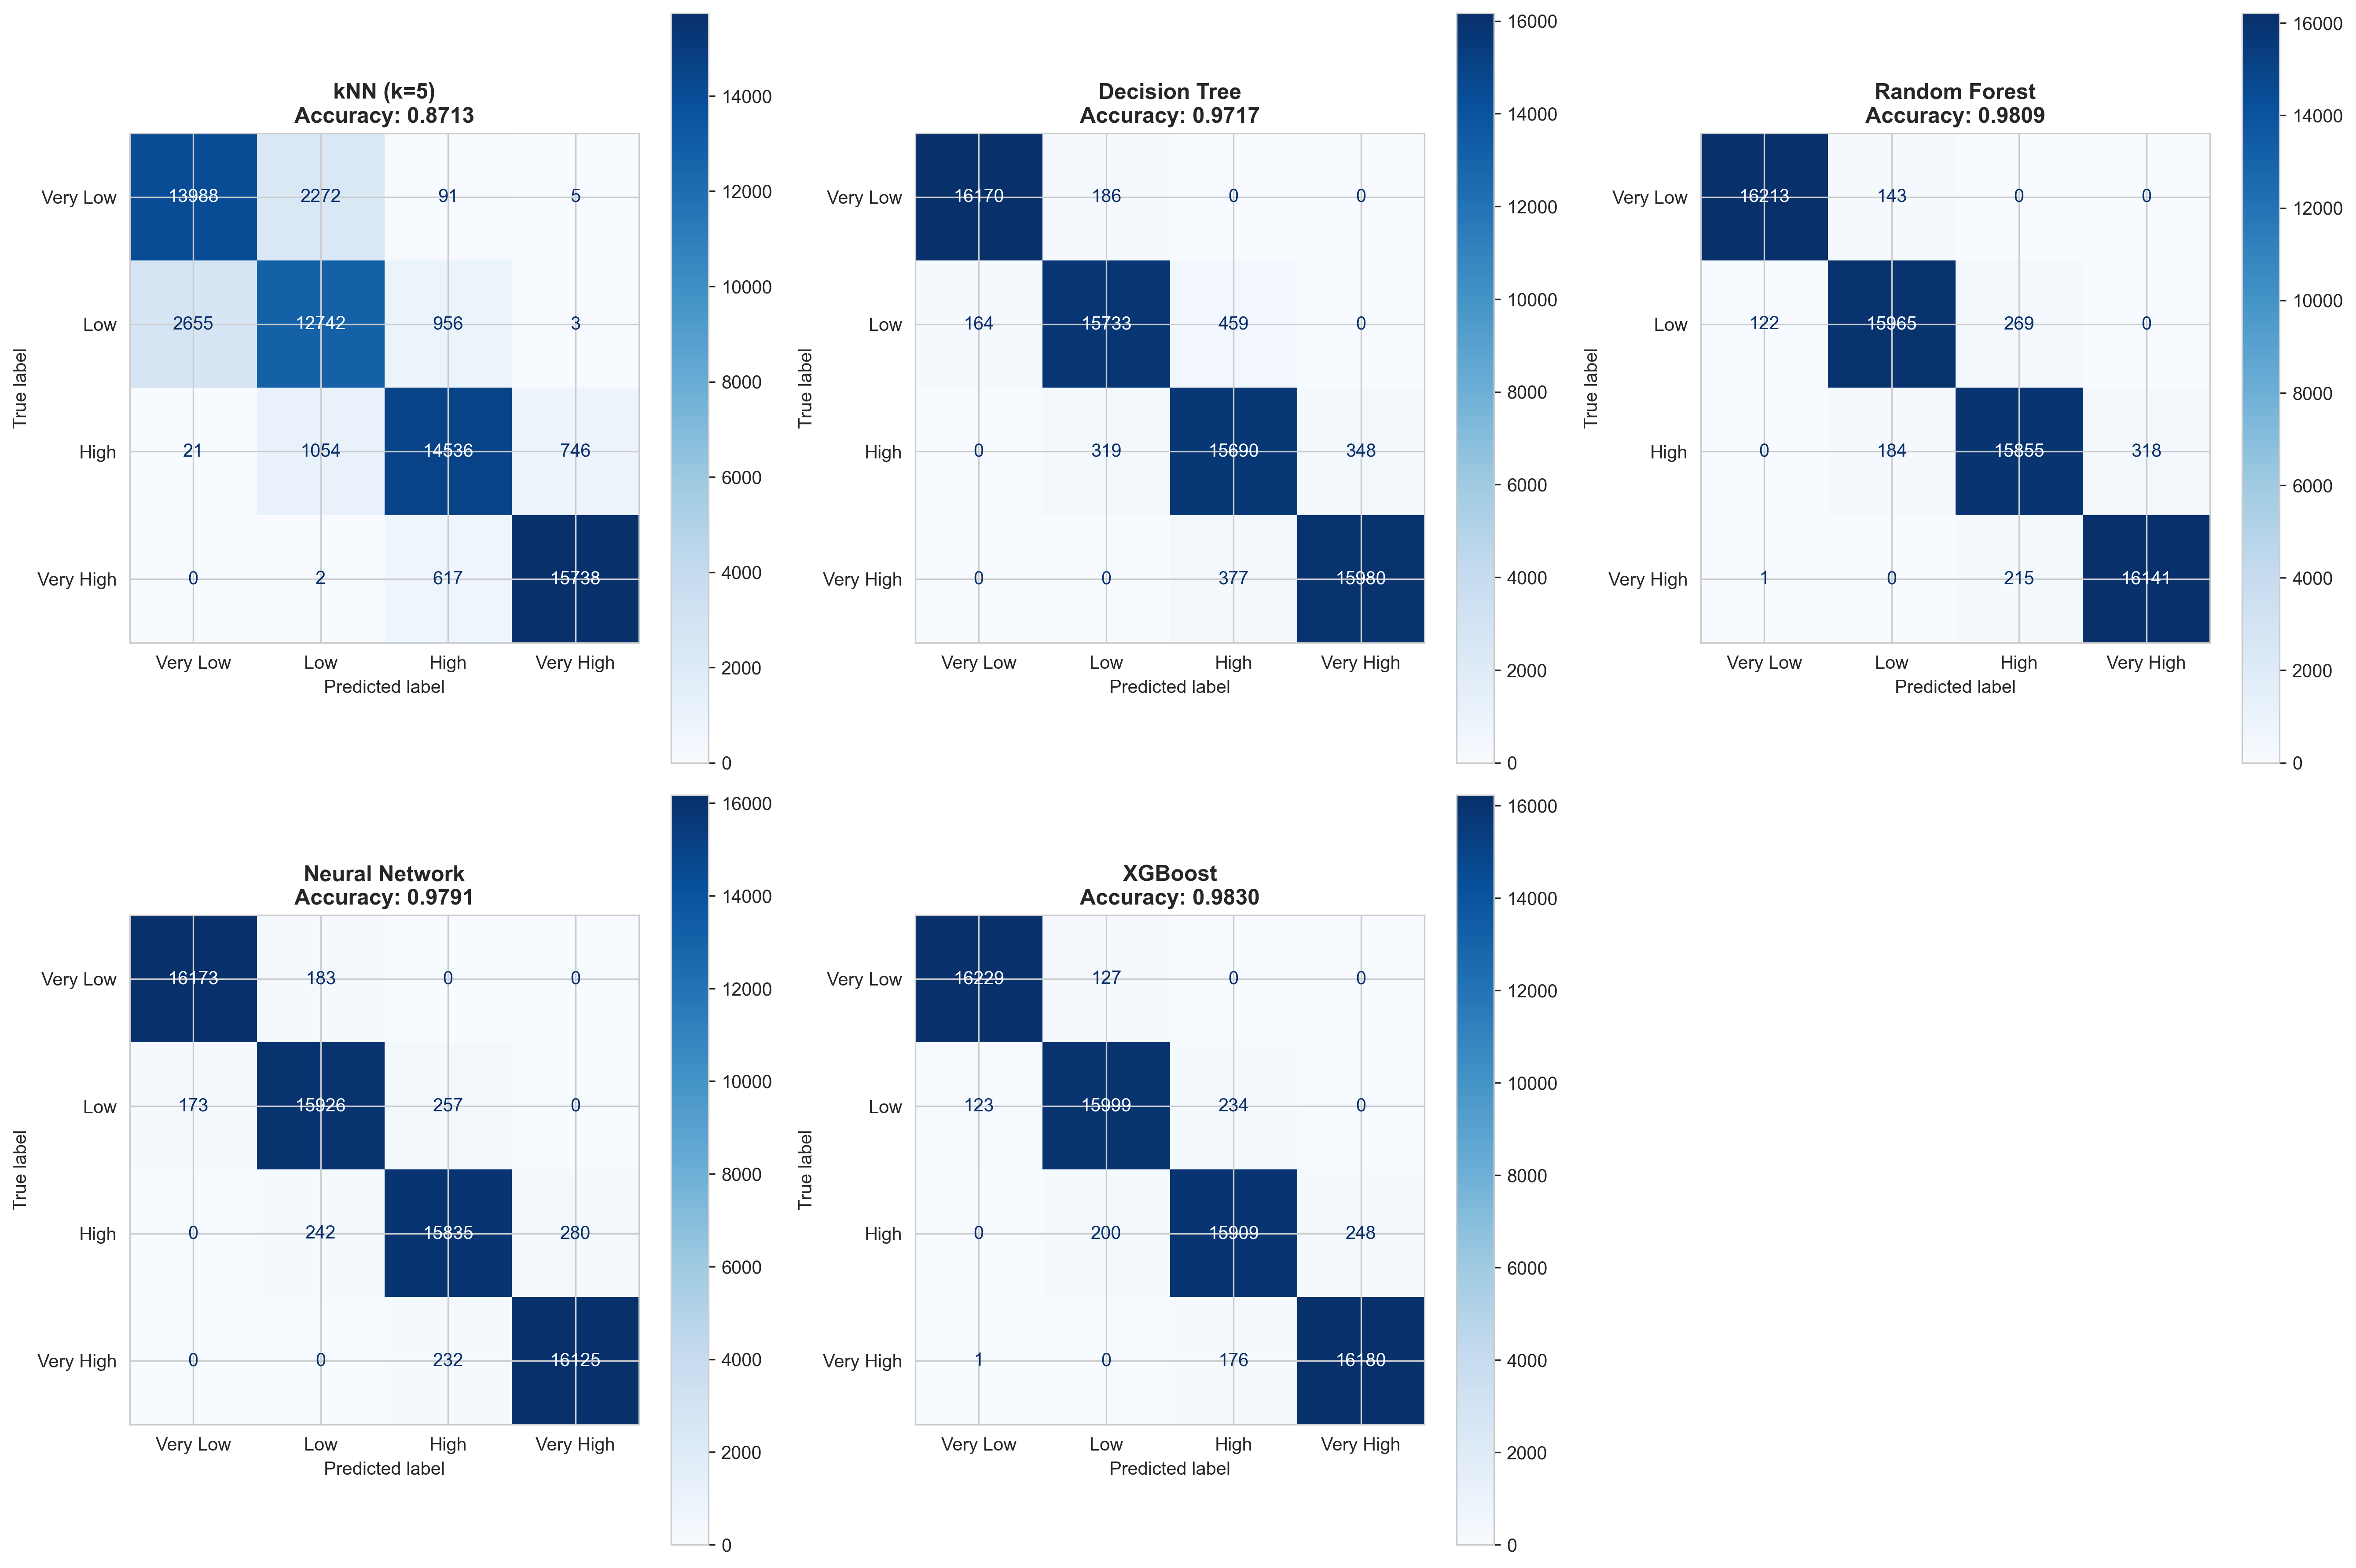 kNN (k=5)
Accuracy: 0.8713
True label
Very Low
13988 2272 91 5
Low
2655 12742 956 3
High
21 1054 14536 746
Very High
0 2 617 15738
Very Low Low High Very High
Predicted label
14000
12000
10000
8000
6000
4000
2000
0
Decision Tree
Accuracy: 0.9717
True label
Very Low
16170 186 0 0
Low
164 15733 459 0
High
0 319 15690 348
Very High
0 0 377 15980
Very Low Low High Very High
Predicted label
16000
14000
12000
10000
8000
6000
4000
2000
0
Random Forest
Accuracy: 0.9809
True label
Very Low
16213 143 0 0
Low
122 15965 269 0
High
0 184 15855 318
Very High
1 0 215 16141
Very Low Low High Very High
Predicted label
16000
14000
12000
10000
8000
6000
4000
2000
0
Neural Network
Accuracy: 0.9791
True label
Very Low
16173 183 0 0
Low
173 15926 257 0
High
0 242 15835 280
Very High
0 0 232 16125
Very Low Low High Very High
Predicted label
16000
14000
12000
10000
8000
6000
4000
2000
0
XGBoost
Accuracy: 0.9830
True label
Very Low
16229 127 0 0
Low
123 15999 234 0
High
0 200 15909 248
Very High
1 0 176 16180
Very Low Low High Very High
Predicted label
16000
14000
12000
10000
8000
6000
4000
2000
0